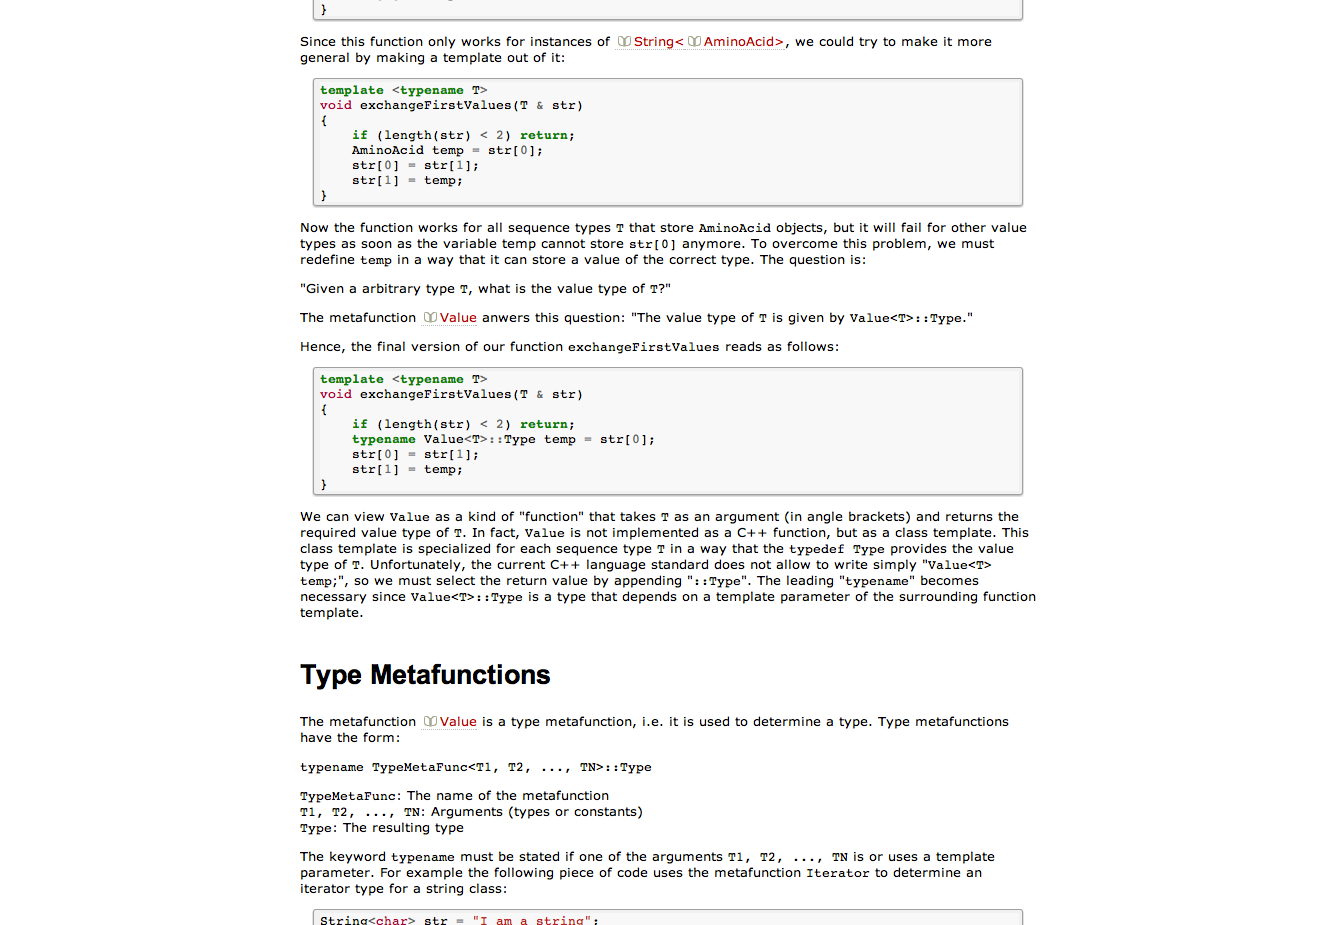 }
Since this function only works for instances of String< AminoAcid>, we could try to make it more
general by making a template out of it:
template <typename T>
void exchangeFirstValues(T & str)
{
    if (length(str) < 2) return;
    AminoAcid temp = str[0];
    str[0] = str[1];
    str[1] = temp;
}
Now the function works for all sequence types T that store AminoAcid objects, but it will fail for other value
types as soon as the variable temp cannot store str[0] anymore. To overcome this problem, we must
redefine temp in a way that it can store a value of the correct type. The question is:
"Given a arbitrary type T, what is the value type of T?"
The metafunction Value anwers this question: "The value type of T is given by Value<T>::Type."
Hence, the final version of our function exchangeFirstValues reads as follows:
template <typename T>
void exchangeFirstValues(T & str)
{
    if (length(str) < 2) return;
    typename Value<T>::Type temp = str[0];
    str[0] = str[1];
    str[1] = temp;
}
We can view Value as a kind of "function" that takes T as an argument (in angle brackets) and returns the
required value type of T. In fact, Value is not implemented as a C++ function, but as a class template. This
class template is specialized for each sequence type T in a way that the typedef Type provides the value
type of T. Unfortunately, the current C++ language standard does not allow to write simply "Value<T>
temp;", so we must select the return value by appending "::Type". The leading "typename" becomes
necessary since Value<T>::Type is a type that depends on a template parameter of the surrounding function
template.
Type Metafunctions
The metafunction Value is a type metafunction, i.e. it is used to determine a type. Type metafunctions
have the form:
typename TypeMetaFunc<T1, T2, ..., TN>::Type
TypeMetaFunc: The name of the metafunction
T1, T2, ..., TN: Arguments (types or constants)
Type: The resulting type
The keyword typename must be stated if one of the arguments T1, T2, ..., TN is or uses a template
parameter. For example the following piece of code uses the metafunction Iterator to determine an
iterator type for a string class:
String<char> str = "I am a string";